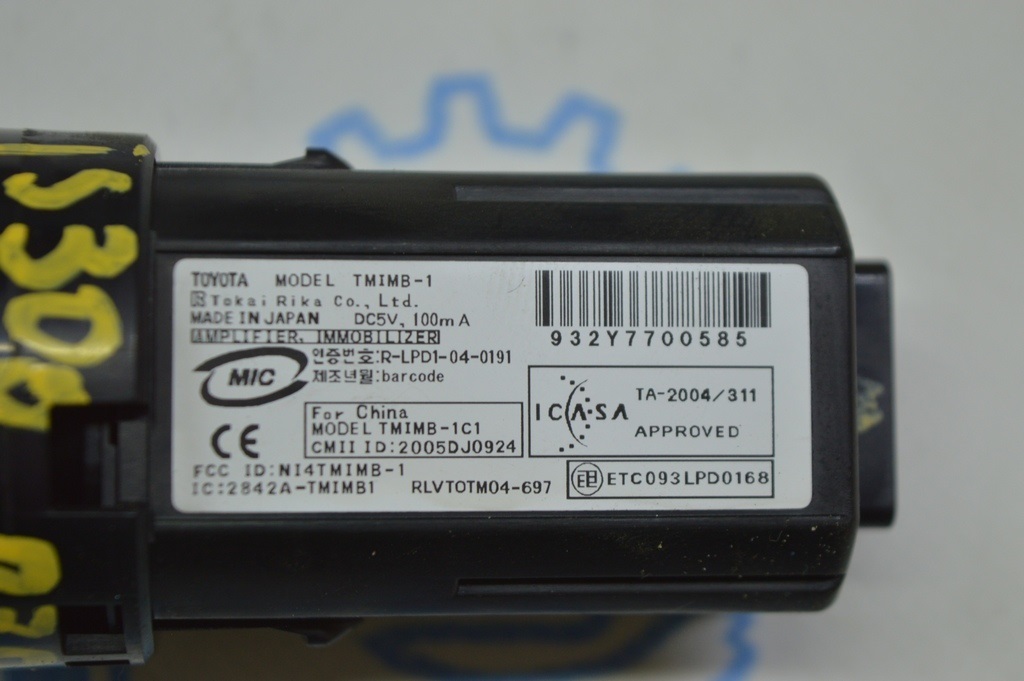 TOYOTA MODEL TMIMB-1
Tokai Rika Co., Ltd.
MADE IN JAPAN DC5V, 100mA
AMPLIFIER, IMMOBILIZER
932Y7700585
MIC
인증번호:R-LPD1-04-0191
제조년월:barcode
ICASA
TA-2004/311
APPROVED
CE
For China
MODEL TMIMB-1C1
CMII ID:2005DJ0924
FCC ID:NI4TMIMB-1
IC:2842A-TMIMB1
RLVTOTM04-697
ETC093LPD0168